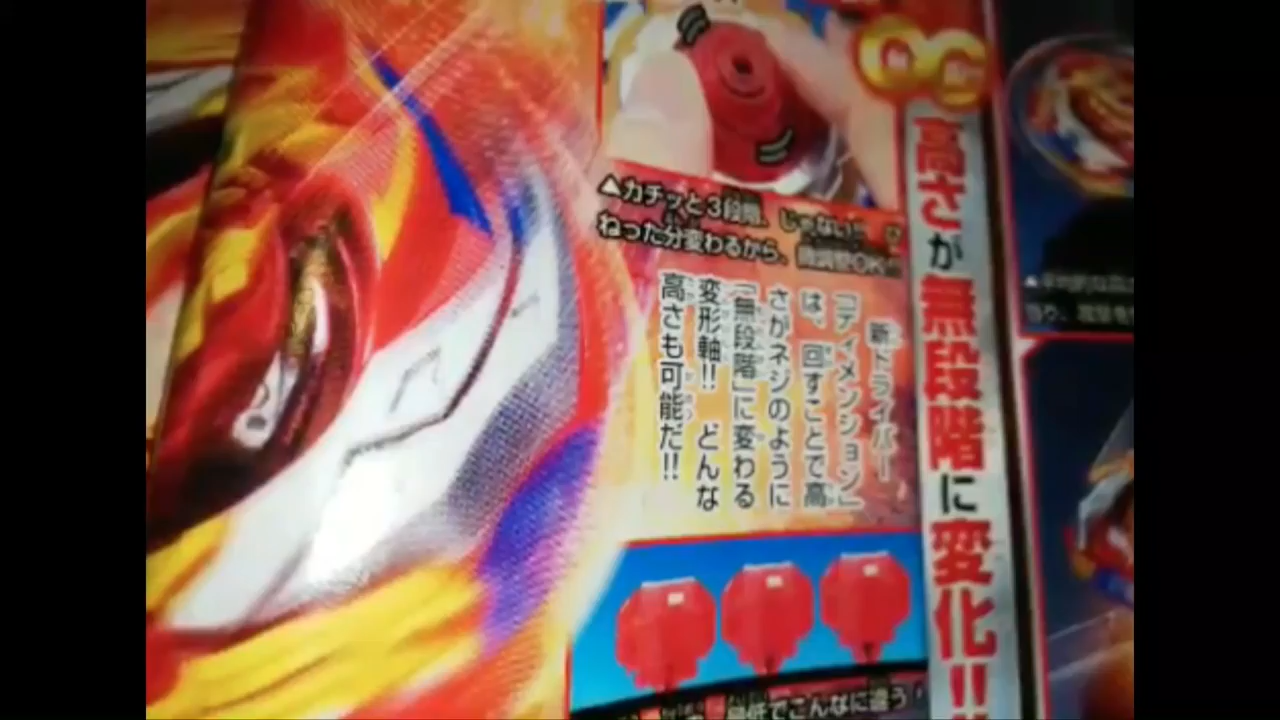 高さが無段階に変化!!
▲カチッと3段階、じゃない!! ひ
ねった分変わるから、微調整OK!!
新ドライバー
「ディメンション」
は、回すことで高
さがネジのように
「無段階」に変わる
変形軸!! どんな
高さも可能だ!!
低でこんなに違う!